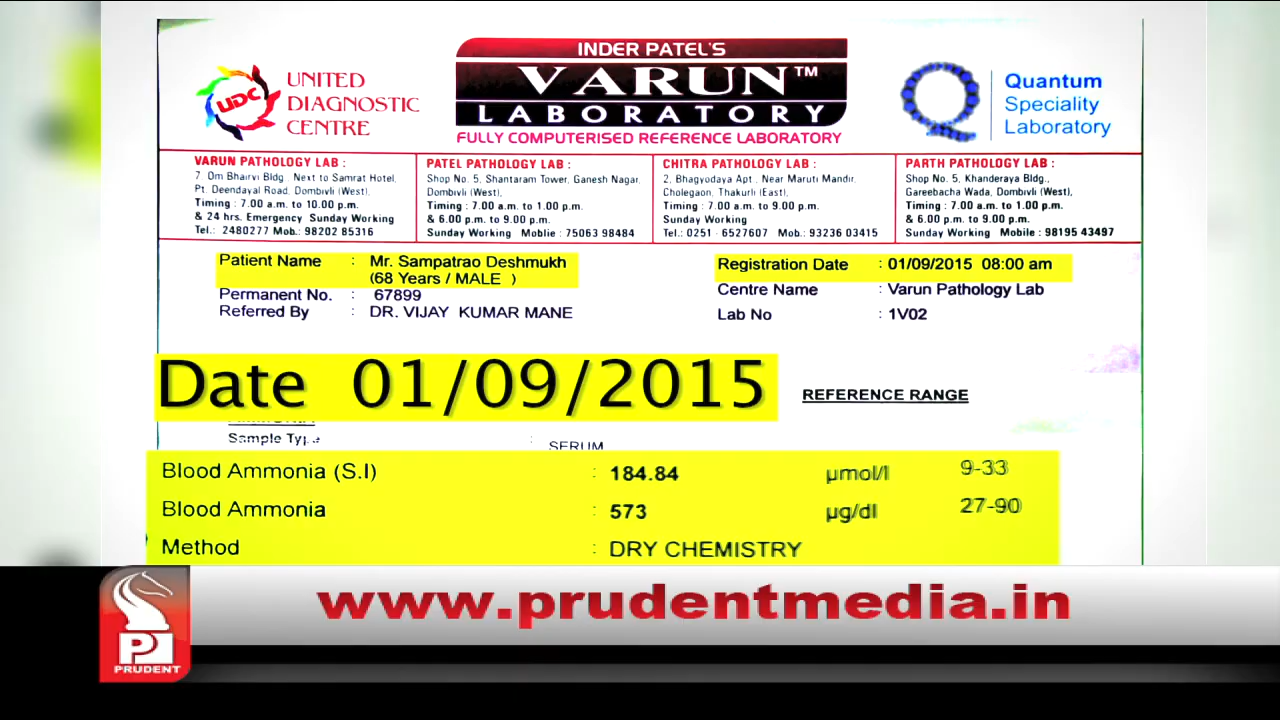 INDER PATEL'S
VARUN™
LABORATORY
FULLY COMPUTERISED REFERENCE LABORATORY
UDC
UNITED
DIAGNOSTIC
CENTRE
Quantum
Speciality
Laboratory
VARUN PATHOLOGY LAB :
7, Om Bhairvi Bldg., Next to Samrat Hotel,
Pt. Deendayal Road, Dombivli (West),
Timing : 7.00 a.m. to 10.00 p.m.
& 24 hrs. Emergency Sunday Working
Tel.: 2480277 Mob.: 98202 85316
PATEL PATHOLOGY LAB :
Shop No. 5, Shantaram Tower, Ganesh Nagar,
Dombivli (West),
Timing : 7.00 a.m. to 1.00 p.m.
& 6.00 p.m. to 9.00 p.m.
Sunday Working Moblie : 75063 98484
CHITRA PATHOLOGY LAB :
2, Bhagyodaya Apt., Near Maruti Mandir,
Cholegaon, Thakurli (East),
Timing : 7.00 a.m. to 9.00 p.m.
Sunday Working
Tel.: 0251 - 6527607 Mob.: 93236 03415
PARTH PATHOLOGY LAB :
Shop No. 5, Khanderaya Bldg.,
Gareebacha Wada, Dombivli (West),
Timing : 7.00 a.m. to 1.00 p.m.
& 6.00 p.m. to 9.00 p.m.
Sunday Working Mobile : 98195 43497
Patient Name : Mr. Sampatrao Deshmukh
(68 Years / MALE )
Permanent No. : 67899
Referred By : DR. VIJAY KUMAR MANE
Registration Date : 01/09/2015 08:00 am
Centre Name : Varun Pathology Lab
Lab No : 1V02
Date 01/09/2015
REFERENCE RANGE
Sample Type : SERUM
Blood Ammonia (S.I) : 184.84 µmol/l 9-33
Blood Ammonia : 573 µg/dl 27-90
Method : DRY CHEMISTRY
www.prudentmedia.in
PRUDENT